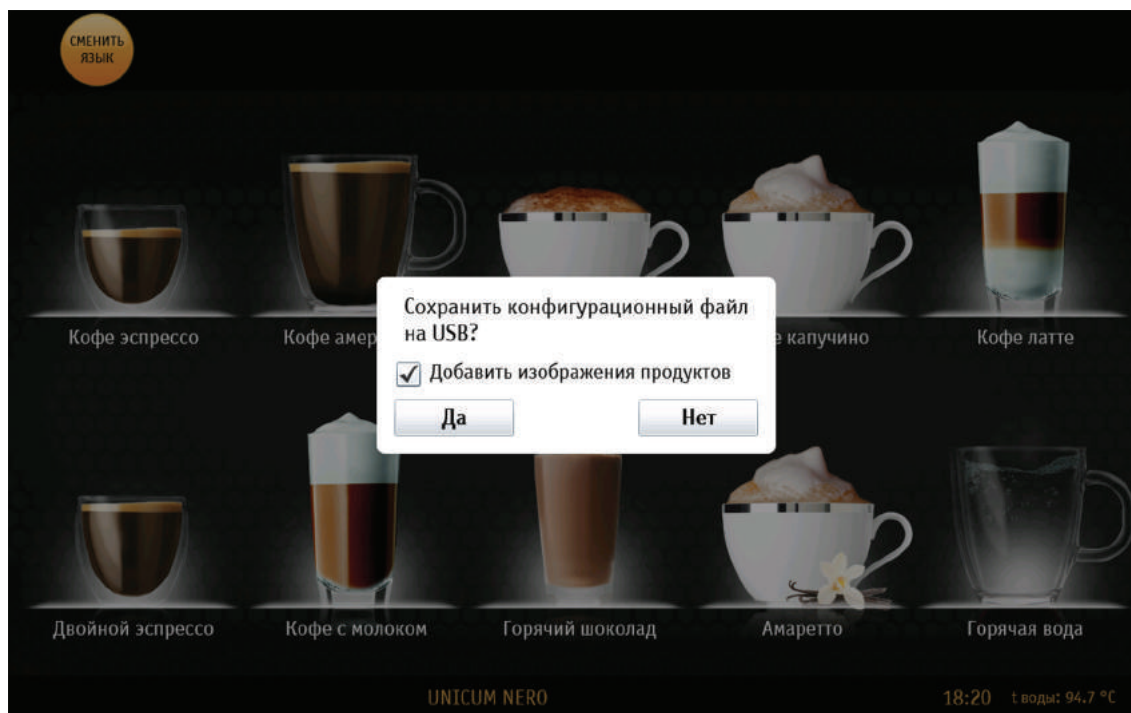 СМЕНИТЬ
ЯЗЫК
Сохранить конфигурационный файл
на USB?
Добавить изображения продуктов
Да Нет
Кофе эспрессо Кофе капучино Кофе латте
Двойной эспрессо Кофе с молоком Горячий шоколад Амаретто Горячая вода
UNICUM NERO 18:20 t воды: 94.7 °C